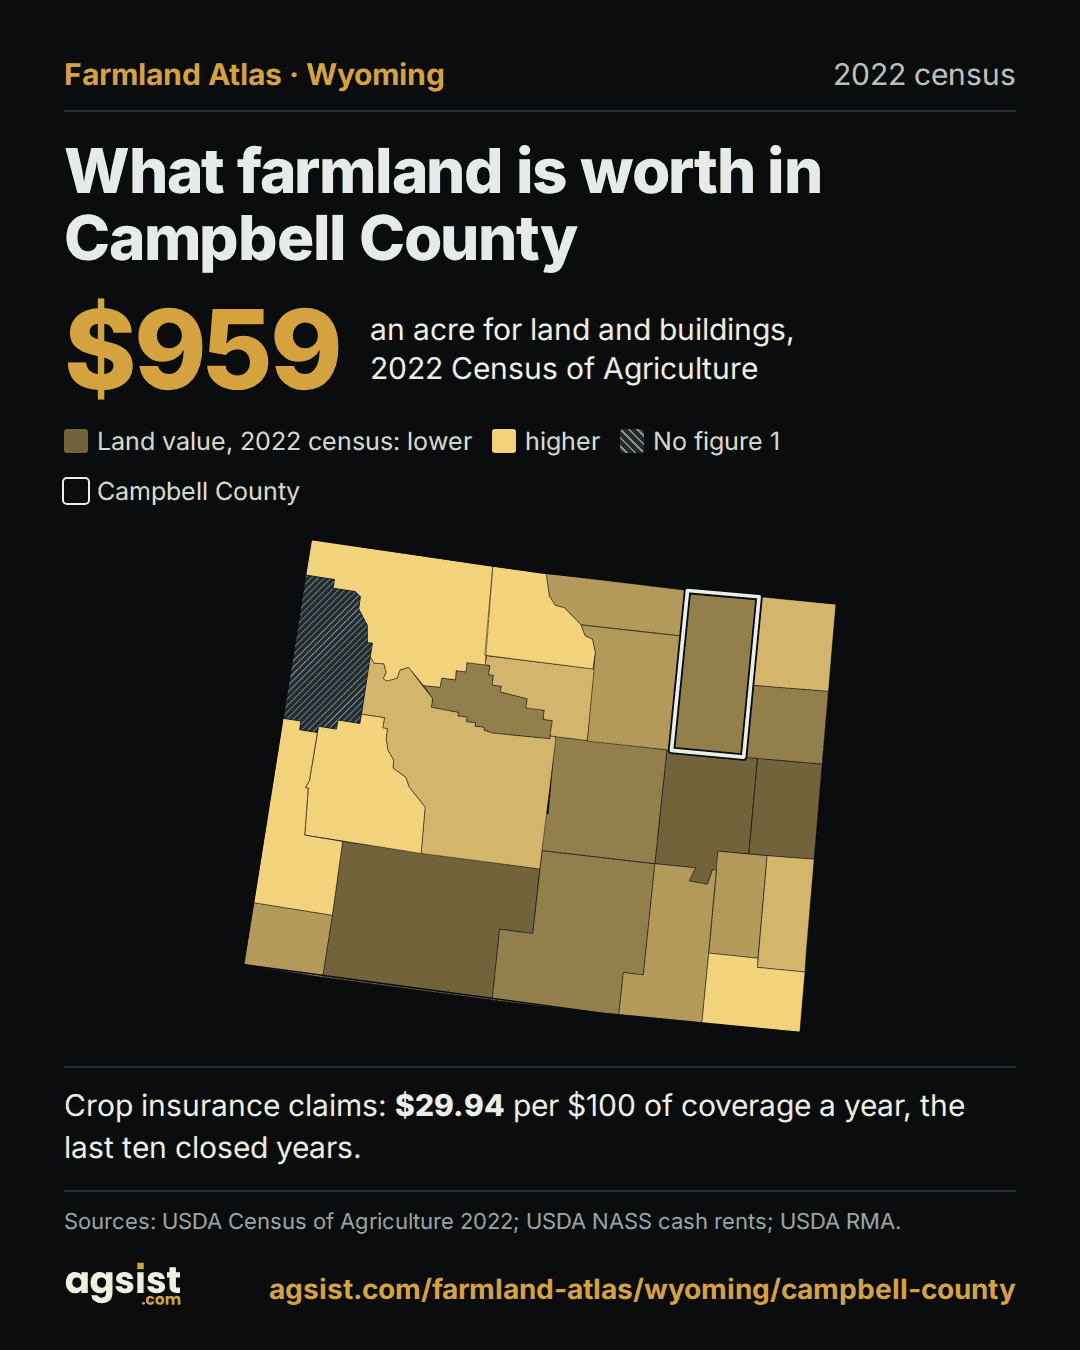 Farmland Atlas · Wyoming
2022 census
What farmland is worth in
Campbell County
$959
an acre for land and buildings,
2022 Census of Agriculture
Land value, 2022 census: lower
higher
No figure 1
Campbell County
Crop insurance claims: $29.94 per $100 of coverage a year, the
last ten closed years.
Sources: USDA Census of Agriculture 2022; USDA NASS cash rents; USDA RMA.
agsist
.com
agsist.com/farmland-atlas/wyoming/campbell-county